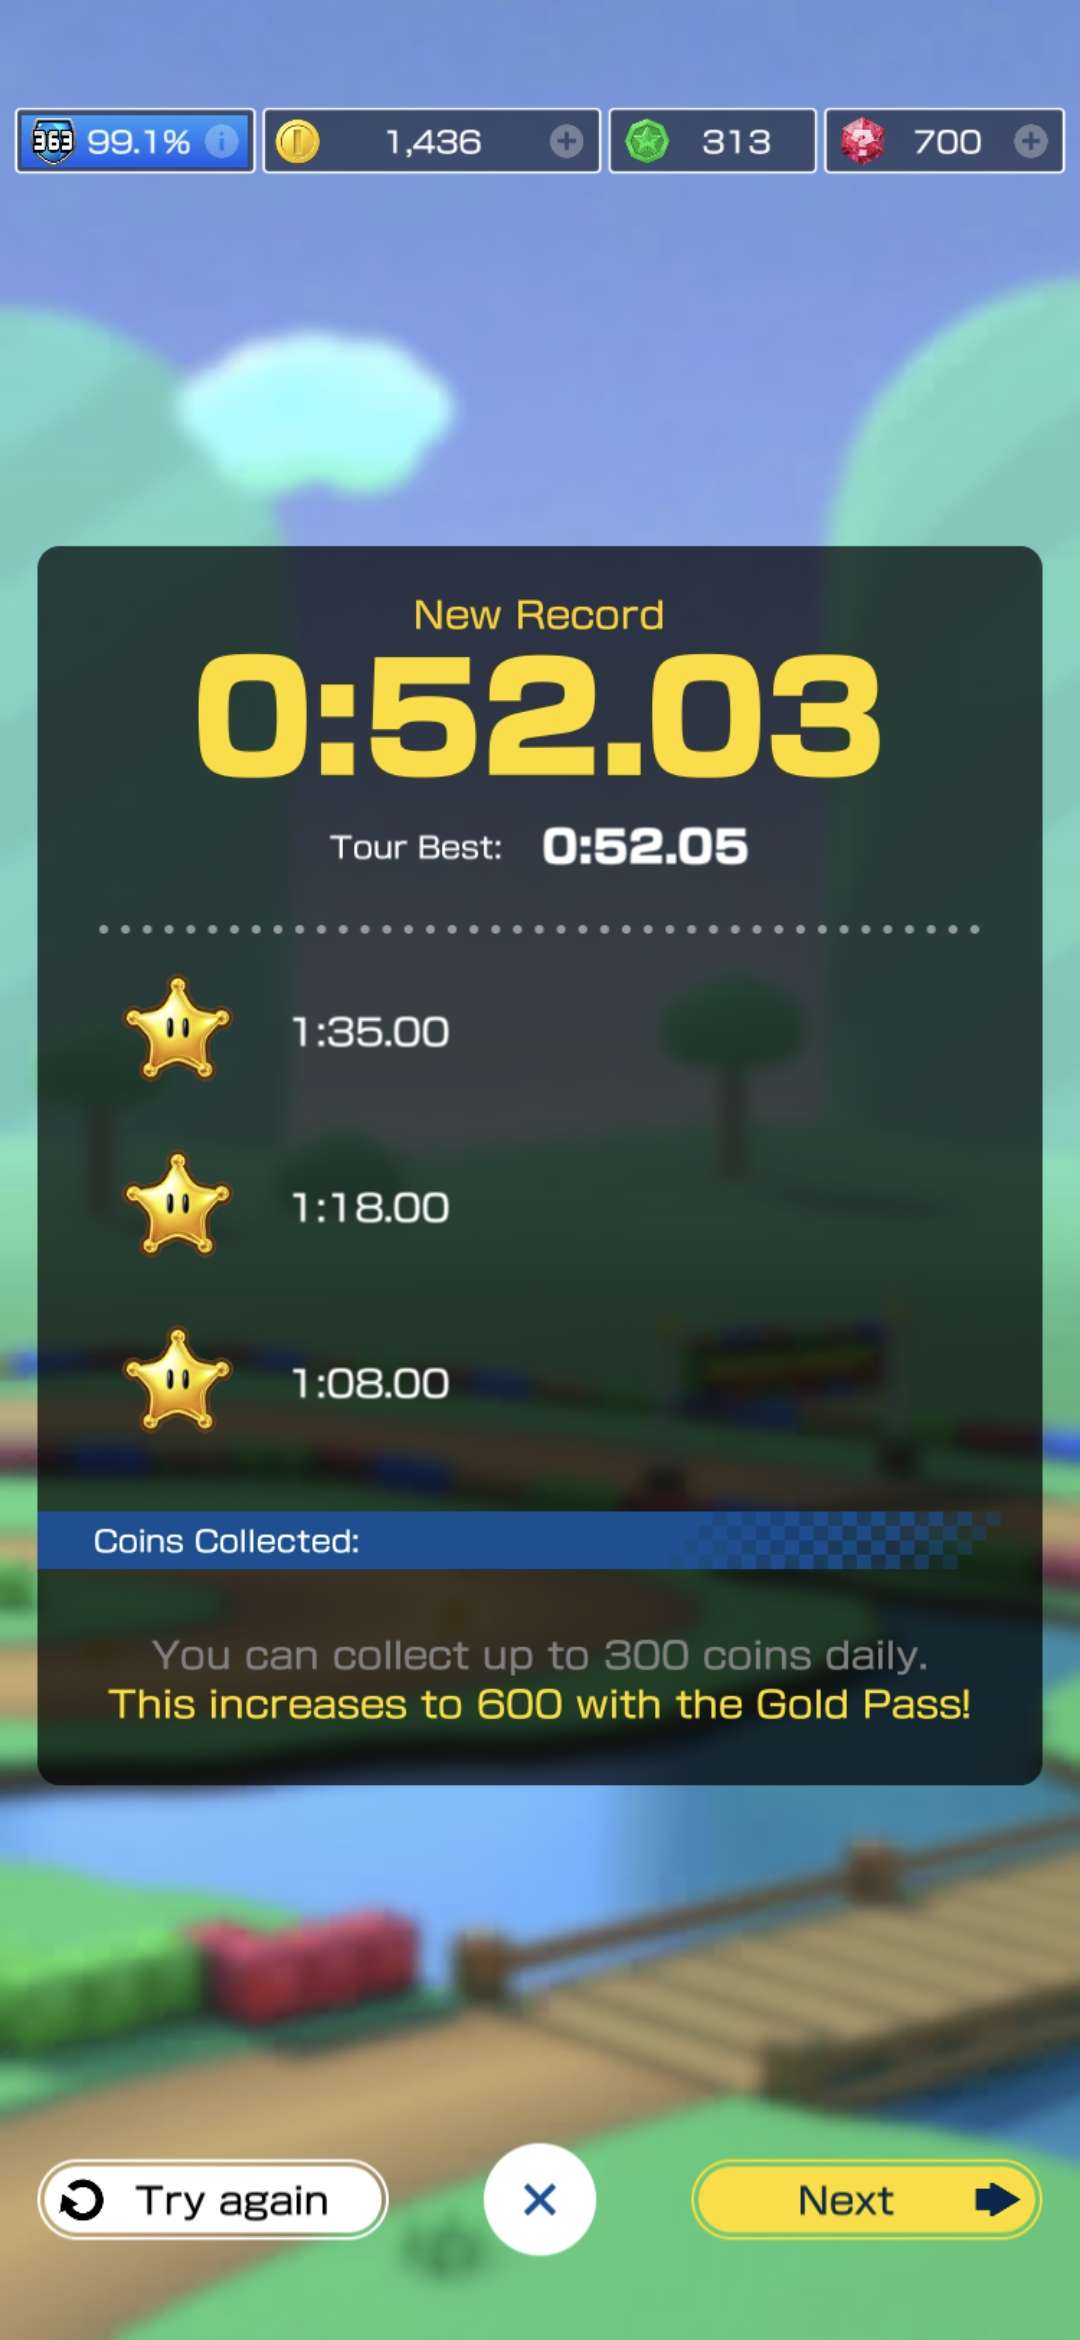 363 99.1% i 1,436 + 313 ? 700 +
New Record
0:52.03
Tour Best: 0:52.05
1:35.00
1:18.00
1:08.00
Coins Collected:
You can collect up to 300 coins daily.
This increases to 600 with the Gold Pass!
Try again × Next